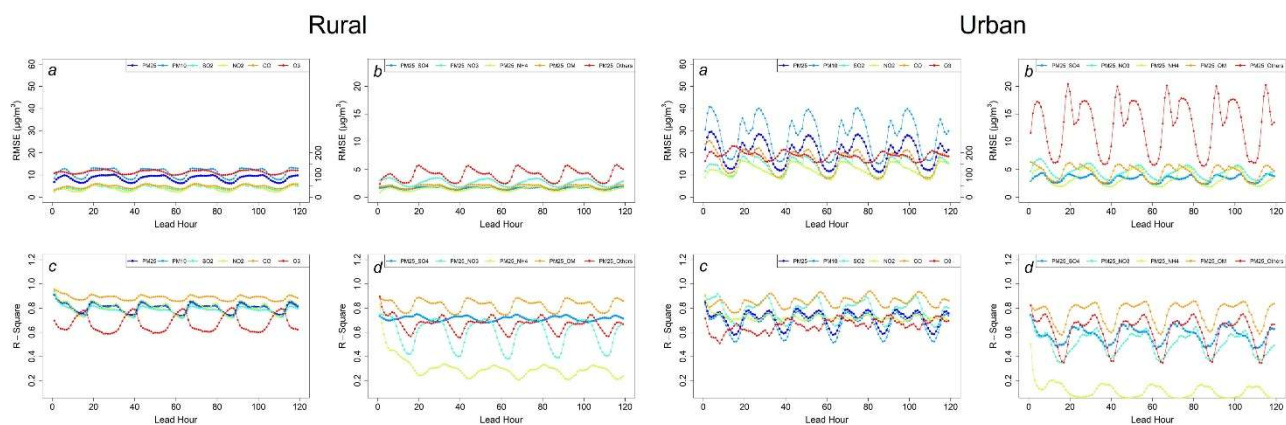 Rural
Urban
a
PM25 PM10 SO2 NO2 CO O3
RMSE (μg/m³)
0 10 20 30 40 50 60
0 100 200
0 20 40 60 80 100 120
Lead Hour
b
PM25_SO4 PM25_NO3 PM25_NH4 PM25_OM PM25_Others
RMSE (μg/m³)
0 5 10 15 20
0 20 40 60 80 100 120
Lead Hour
a
PM25 PM10 SO2 NO2 CO O3
RMSE (μg/m³)
0 10 20 30 40 50 60
0 100 200
0 20 40 60 80 100 120
Lead Hour
b
PM25_SO4 PM25_NO3 PM25_NH4 PM25_OM PM25_Others
RMSE (μg/m³)
0 5 10 15 20
0 20 40 60 80 100 120
Lead Hour
c
PM25 PM10 SO2 NO2 CO O3
R – Square
0.2 0.4 0.6 0.8 1.0 1.2
0 20 40 60 80 100 120
Lead Hour
d
PM25_SO4 PM25_NO3 PM25_NH4 PM25_OM PM25_Others
R – Square
0.2 0.4 0.6 0.8 1.0 1.2
0 20 40 60 80 100 120
Lead Hour
c
PM25 PM10 SO2 NO2 CO O3
R – Square
0.2 0.4 0.6 0.8 1.0 1.2
0 20 40 60 80 100 120
Lead Hour
d
PM25_SO4 PM25_NO3 PM25_NH4 PM25_OM PM25_Others
R – Square
0.2 0.4 0.6 0.8 1.0 1.2
0 20 40 60 80 100 120
Lead Hour